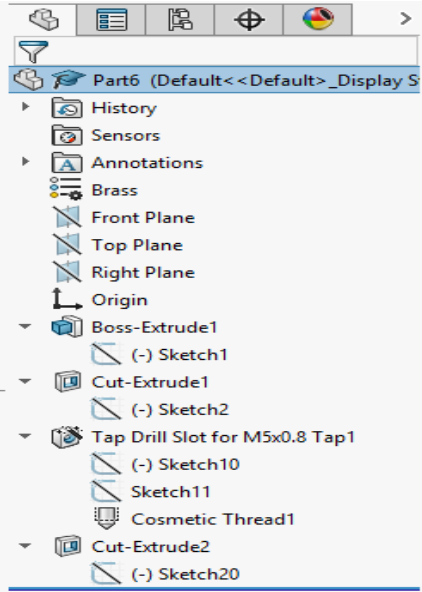 Part6 (Default<<Default>_Display S
History
Sensors
Annotations
Brass
Front Plane
Top Plane
Right Plane
Origin
Boss-Extrude1
(-) Sketch1
Cut-Extrude1
(-) Sketch2
Tap Drill Slot for M5x0.8 Tap1
(-) Sketch10
Sketch11
Cosmetic Thread1
Cut-Extrude2
(-) Sketch20